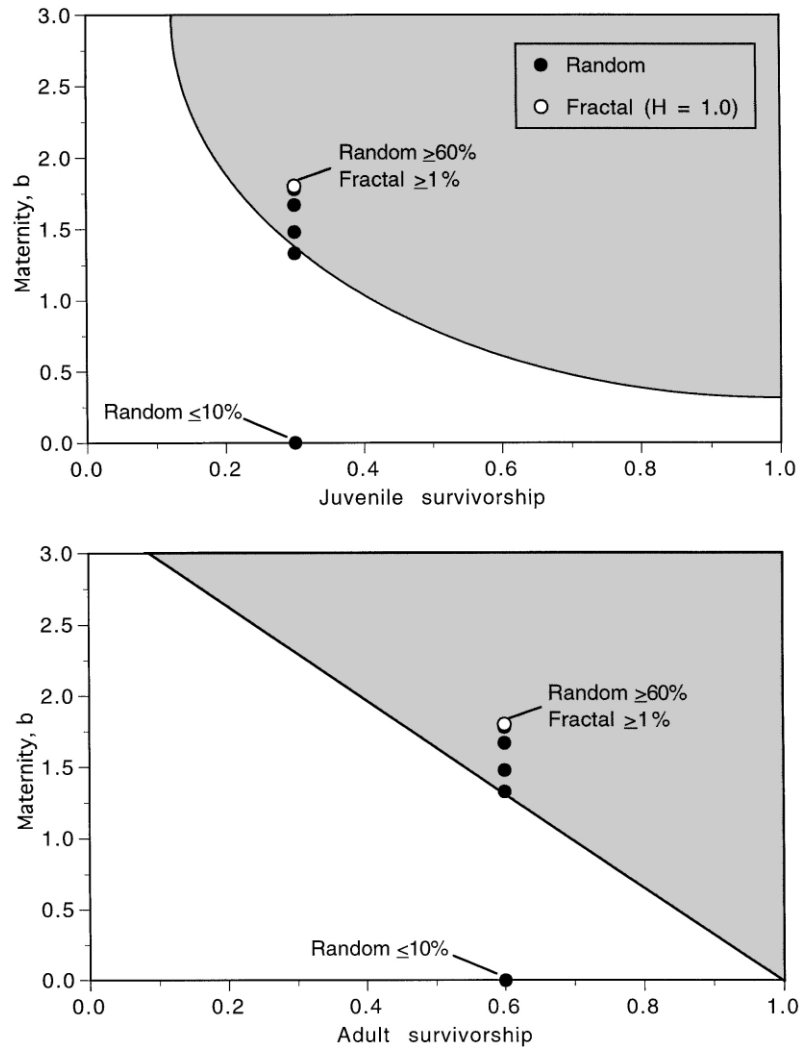 3.0
Random
Fractal (H = 1.0)
2.5
2.0
Random ≥60%
Fractal ≥1%
Maternity, b
1.5
1.0
0.5
Random ≤10%
0.0
0.0 0.2 0.4 0.6 0.8 1.0
Juvenile survivorship
3.0
2.5
2.0
Random ≥60%
Fractal ≥1%
Maternity, b
1.5
1.0
0.5
Random ≤10%
0.0
0.0 0.2 0.4 0.6 0.8 1.0
Adult survivorship